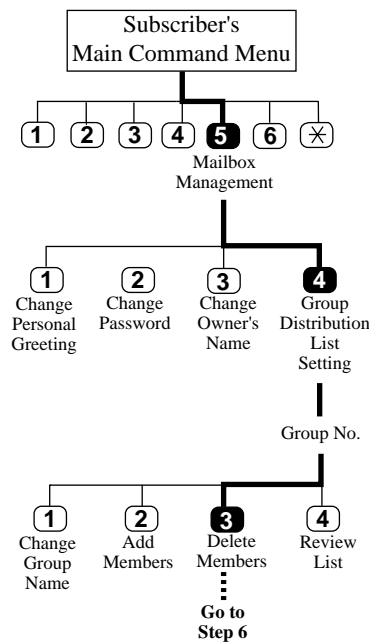 Subscriber's
Main Command Menu
1 2 3 4 5 6 *
Mailbox
Management
1 2 3 4
Change
Personal
Greeting
Change
Password
Change
Owner's
Name
Group
Distribution
List
Setting
Group No.
1 2 3 4
Change
Group
Name
Add
Members
Delete
Members
Review
List
Go to
Step 6